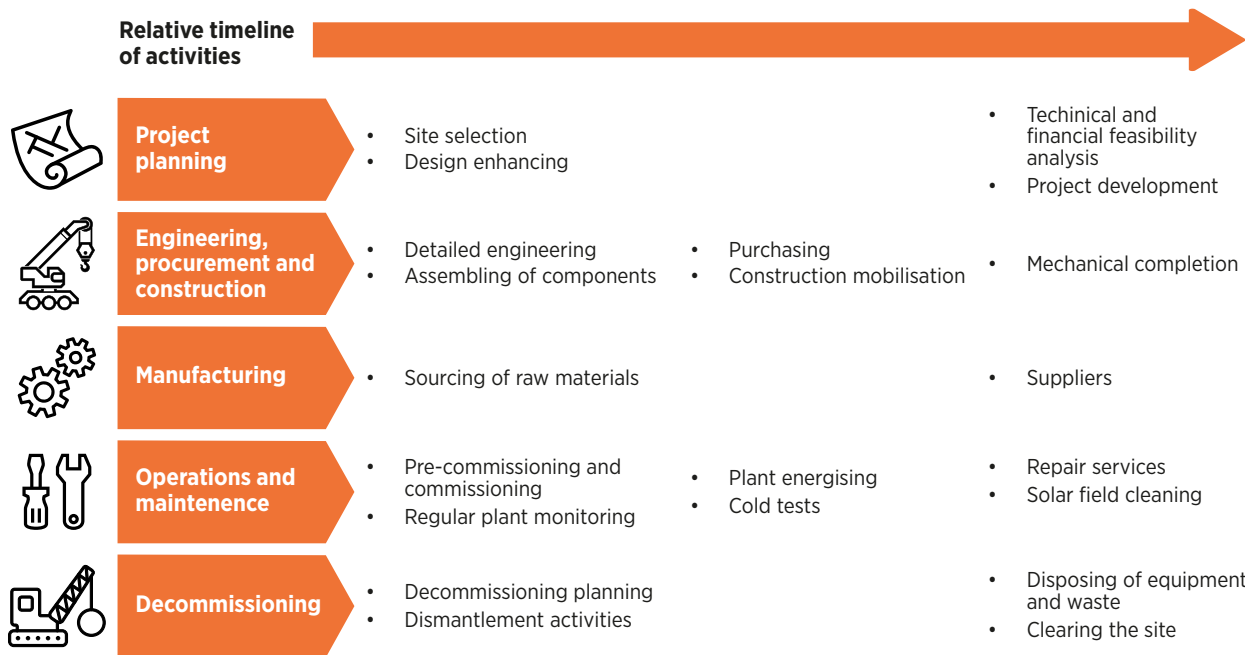 Relative timeline
of activities
Project
planning
• Site selection
• Design enhancing
• Techinical and
financial feasibility
analysis
• Project development
Engineering,
procurement and
construction
• Detailed engineering
• Assembling of components
• Purchasing
• Construction mobilisation
• Mechanical completion
Manufacturing
• Sourcing of raw materials
• Suppliers
Operations and
maintenence
• Pre-commissioning and
commissioning
• Regular plant monitoring
• Plant energising
• Cold tests
• Repair services
• Solar field cleaning
Decommissioning
• Decommissioning planning
• Dismantlement activities
• Disposing of equipment
and waste
• Clearing the site